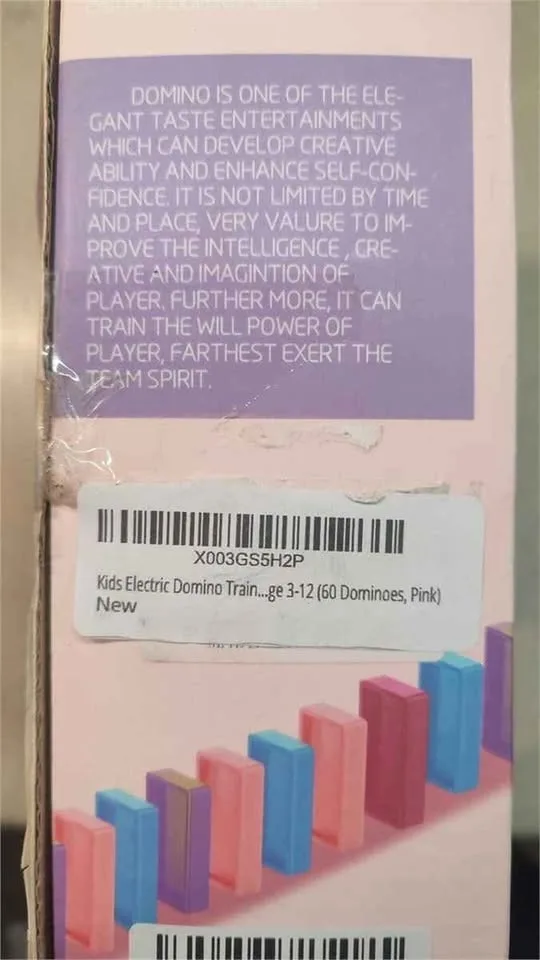 DOMINO IS ONE OF THE ELE-
GANT TASTE ENTERTAINMENTS
WHICH CAN DEVELOP CREATIVE
ABILITY AND ENHANCE SELF-CON-
FIDENCE. IT IS NOT LIMITED BY TIME
AND PLACE, VERY VALURE TO IM-
PROVE THE INTELLIGENCE , CRE-
ATIVE AND IMAGINTION OF
PLAYER. FURTHER MORE, IT CAN
TRAIN THE WILL POWER OF
PLAYER, FARTHEST EXERT THE
TEAM SPIRIT.
X003GS5H2P
Kids Electric Domino Train...ge 3-12 (60 Dominoes, Pink)
New